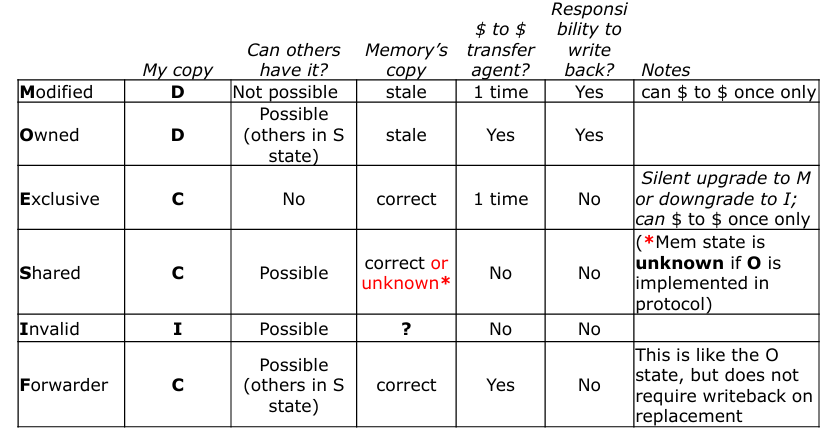 My copy
Can others
have it?
Memory's
copy
$ to $
transfer
agent?
Responsi
bility to
write
back?
Notes
Modified
D
Not possible
stale
1 time
Yes
can $ to $ once only
Owned
D
Possible
(others in S
state)
stale
Yes
Yes
Exclusive
C
No
correct
1 time
No
Silent upgrade to M
or downgrade to I;
can $ to $ once only
Shared
C
Possible
correct or
unknown*
No
No
(*Mem state is
unknown if O is
implemented in
protocol)
Invalid
I
Possible
?
No
No
Forwarder
C
Possible
(others in S
state)
correct
Yes
No
This is like the O
state, but does not
require writeback on
replacement